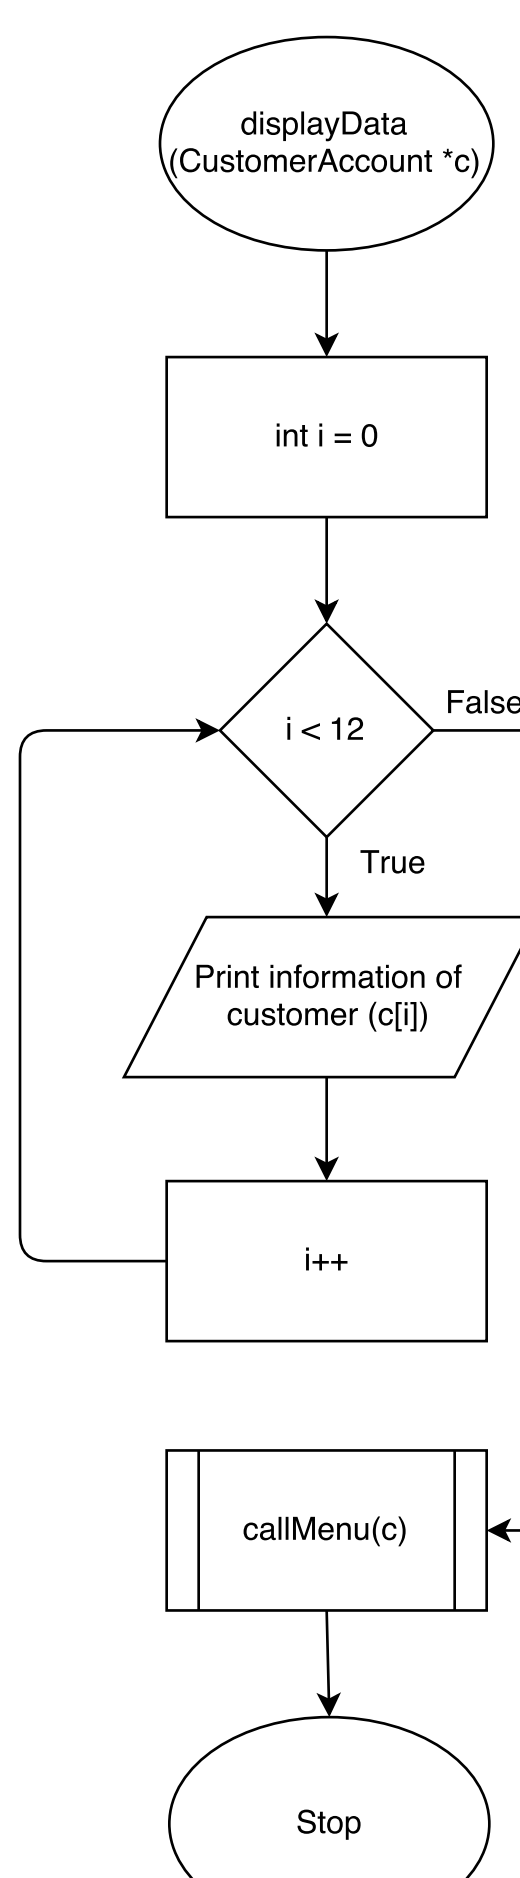 displayData
(CustomerAccount *c)
int i = 0
i < 12
False
True
Print information of
customer (c[i])
i++
callMenu(c)
Stop